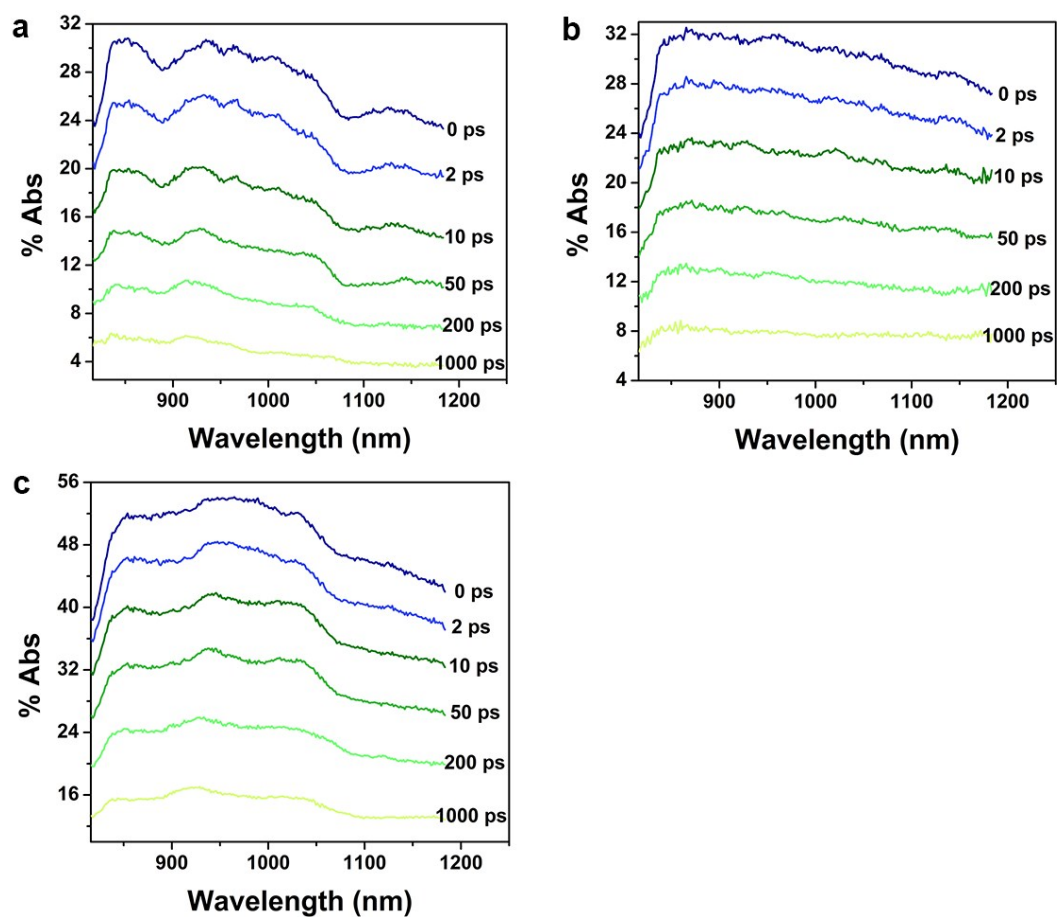 a
32
28
24
20
16
12
8
4
% Abs
0 ps
2 ps
10 ps
50 ps
200 ps
1000 ps
900 1000 1100 1200
Wavelength (nm)
b
32
28
24
20
16
12
8
4
% Abs
0 ps
2 ps
10 ps
50 ps
200 ps
1000 ps
900 1000 1100 1200
Wavelength (nm)
c
56
48
40
32
24
16
% Abs
0 ps
2 ps
10 ps
50 ps
200 ps
1000 ps
900 1000 1100 1200
Wavelength (nm)